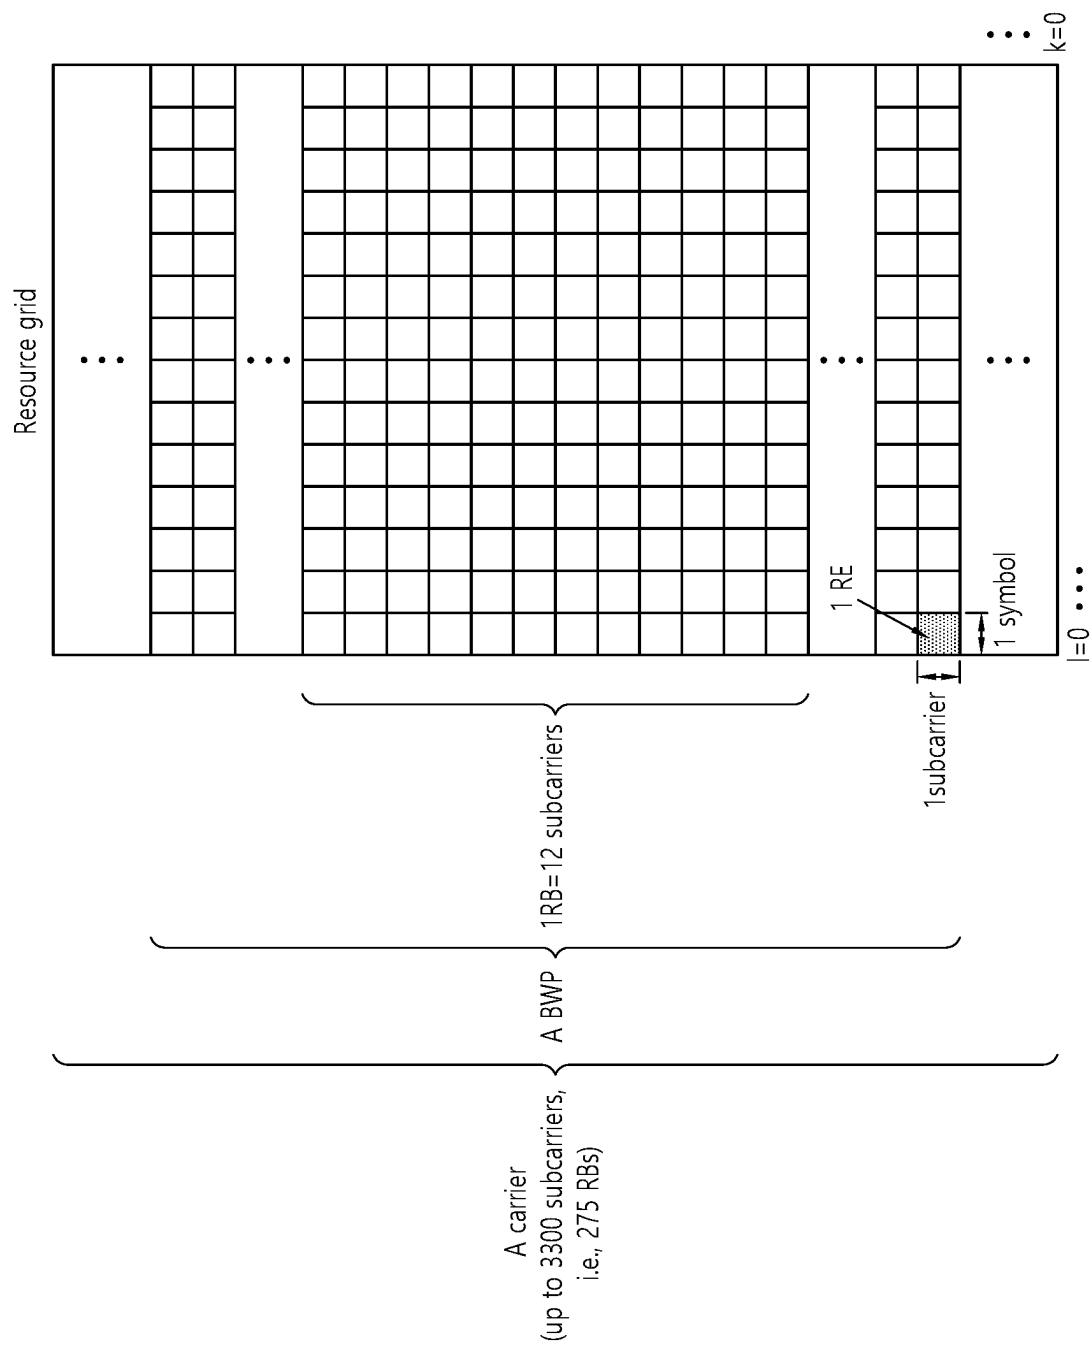 Resource grid
A carrier
(up to 3300 subcarriers,
i.e., 275 RBs)
A BWP
1RB=12 subcarriers
1subcarrier
1 RE
1 symbol
l=0
k=0